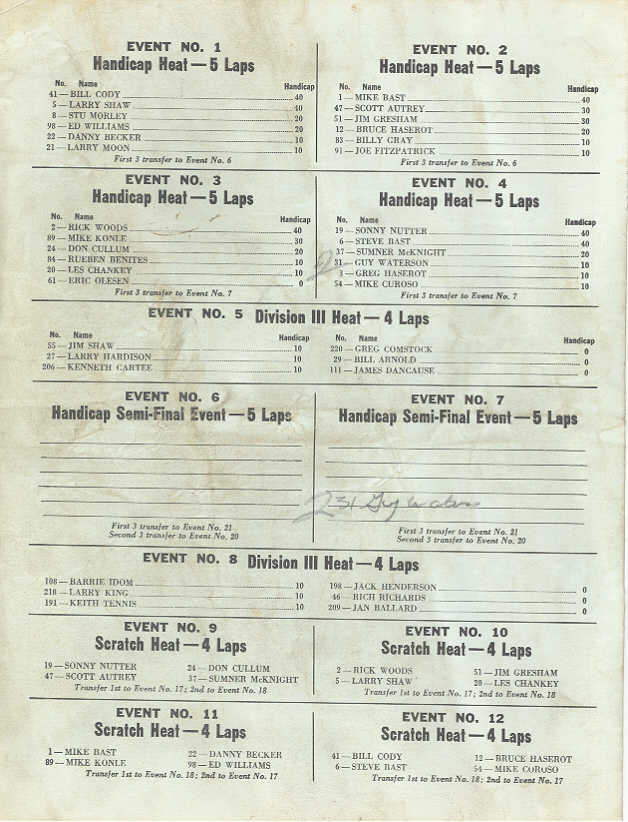 EVENT NO. 1
Handicap Heat — 5 Laps
No. Name Handicap
41 — BILL CODY 40
5 — LARRY SHAW 40
8 — STU MORLEY 20
98 — ED WILLIAMS 20
22 — DANNY BECKER 10
21 — LARRY MOON 10
First 3 transfer to Event No. 6
EVENT NO. 2
Handicap Heat — 5 Laps
No. Name Handicap
1 — MIKE BAST 40
47 — SCOTT AUTREY 30
51 — JIM GRESHAM 30
12 — BRUCE HASEROT 20
83 — BILLY GRAY 10
91 — JOE FITZPATRICK 10
First 3 transfer to Event No. 6
EVENT NO. 3
Handicap Heat — 5 Laps
No. Name Handicap
2 — RICK WOODS 40
89 — MIKE KONLE 30
24 — DON CULLUM 20
84 — RUEBEN BENITES 10
20 — LES CHANKEY 10
61 — ERIC OLESEN 0
First 3 transfer to Event No. 7
EVENT NO. 4
Handicap Heat — 5 Laps
No. Name Handicap
19 — SONNY NUTTER 40
6 — STEVE BAST 40
37 — SUMNER McKNIGHT 20
2 31 — GUY WATERSON 10
3 — GREG HASEROT 10
54 — MIKE CUROSO 10
First 3 transfer to Event No. 7
EVENT NO. 5 Division III Heat — 4 Laps
No. Name Handicap
55 — JIM SHAW 10
27 — LARRY HARDISON 10
206 — KENNETH CARTEE 10
No. Name Handicap
220 — GREG COMSTOCK 0
29 — BILL ARNOLD 0
111 — JAMES DANCAUSE 0
EVENT NO. 6
Handicap Semi-Final Event — 5 Laps
First 3 transfer to Event No. 21
Second 3 transfer to Event No. 20
EVENT NO. 7
Handicap Semi-Final Event — 5 Laps
2 31 Guy Waters
First 3 transfer to Event No. 21
Second 3 transfer to Event No. 20
EVENT NO. 8 Division III Heat — 4 Laps
108 — BARRIE IDOM 10
218 — LARRY KING 10
191 — KEITH TENNIS 10
198 — JACK HENDERSON 0
46 — RICH RICHARDS 0
209 — JAN BALLARD 0
EVENT NO. 9
Scratch Heat — 4 Laps
19 — SONNY NUTTER 24 — DON CULLUM
47 — SCOTT AUTREY 37 — SUMNER McKNIGHT
Transfer 1st to Event No. 17; 2nd to Event No. 18
EVENT NO. 10
Scratch Heat — 4 Laps
2 — RICK WOODS 51 — JIM GRESHAM
5 — LARRY SHAW 20 — LES CHANKEY
Transfer 1st to Event No. 17; 2nd to Event No. 18
EVENT NO. 11
Scratch Heat — 4 Laps
1 — MIKE BAST 22 — DANNY BECKER
89 — MIKE KONLE 98 — ED WILLIAMS
Transfer 1st to Event No. 18; 2nd to Event No. 17
EVENT NO. 12
Scratch Heat — 4 Laps
41 — BILL CODY 12 — BRUCE HASEROT
6 — STEVE BAST 54 — MIKE CUROSO
Transfer 1st to Event No. 18; 2nd to Event No. 17